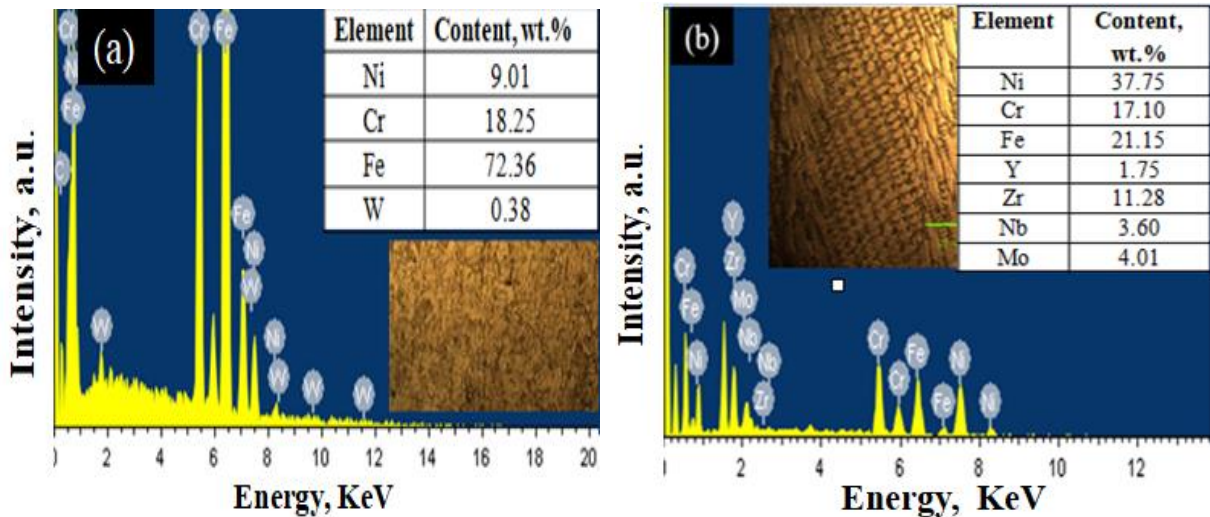 (a)
Element Content, wt.%
Ni 9.01
Cr 18.25
Fe 72.36
W 0.38
Cr
Ni
Fe
C
W
Cr
Fe
Fe
Ni
W
Ni
W
W
W
Intensity, a.u.
0 2 4 6 8 10 12 14 16 18 20
Energy, KeV
(b)
Element Content,
wt.%
Ni 37.75
Cr 17.10
Fe 21.15
Y 1.75
Zr 11.28
Nb 3.60
Mo 4.01
Cr
Fe
Ni
Y
Zr
Mo
Nb
Nb
Zr
Cr
Cr
Fe
Fe
Ni
Ni
Intensity, a.u.
0 2 4 6 8 10 12
Energy, KeV